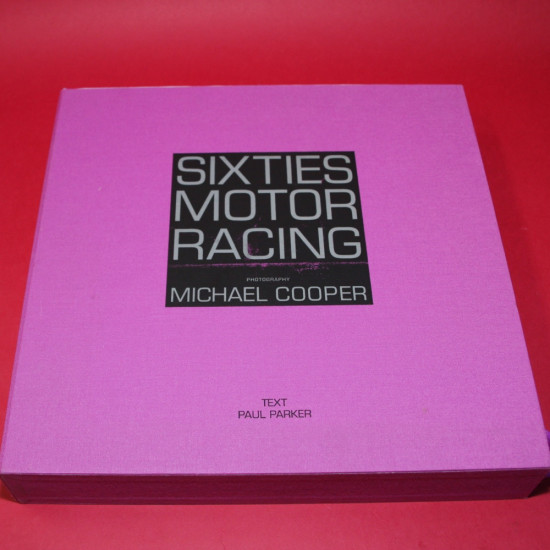 SIXTIES
MOTOR
RACING
PHOTOGRAPHY
MICHAEL COOPER
TEXT
PAUL PARKER